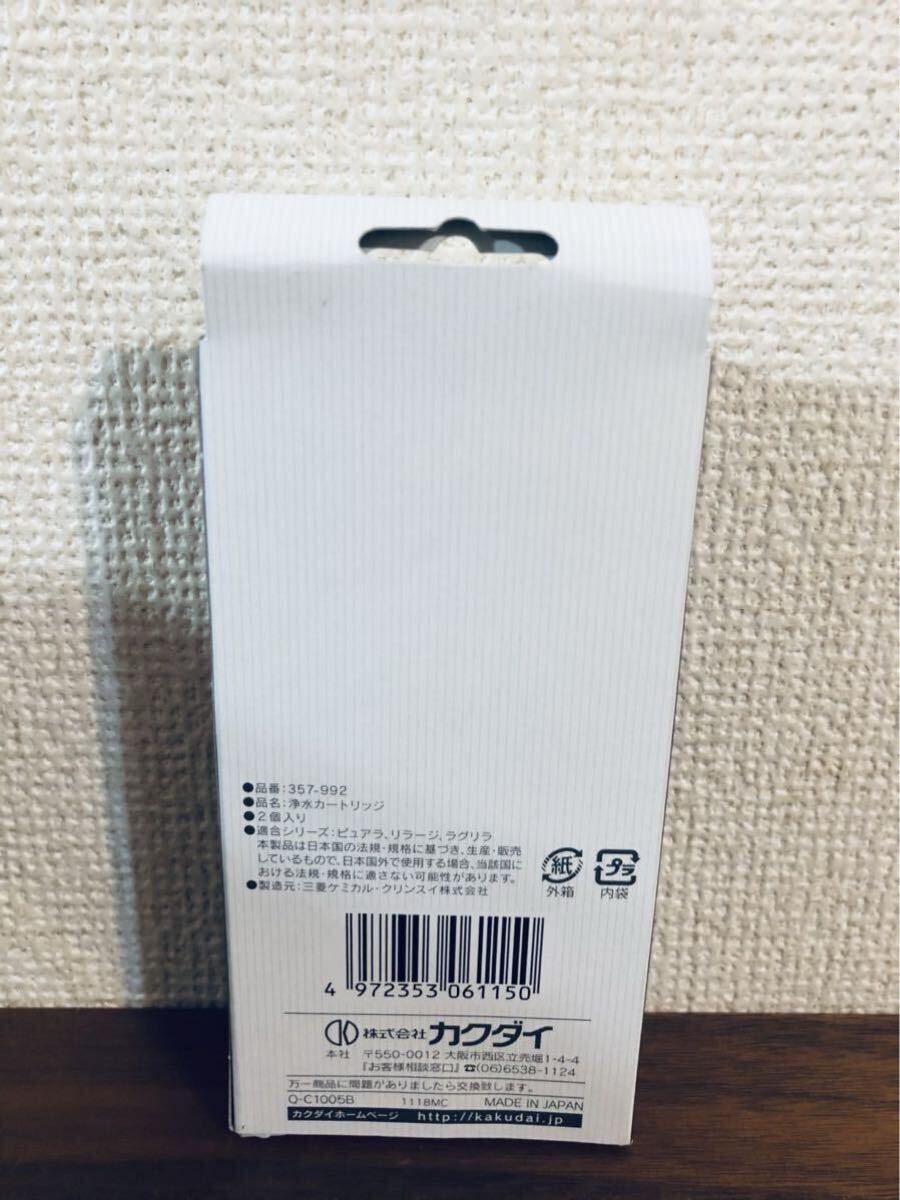 ●品番:357-992
●品名:浄水カートリッジ
●2個入り
●適合シリーズ:ピュアラ、リラージ、ラグリラ
本製品は日本国の法規・規格に基づき、生産・販売
しているもので、日本国外で使用する場合、当該国に
おける法規・規格に適さない可能性があります。
●製造元:三菱ケミカル・クリンスイ株式会社
紙
外箱
プラ
内袋
4 972353 061150
株式会社カクダイ
本社 〒550-0012 大阪市西区立売堀1-4-4
『お客様相談窓口』☎(06)6538-1124
万一商品に問題がありましたら交換致します。
Q-C1005B 1118MC MADE IN JAPAN
カクダイホームページ http://kakudai.jp